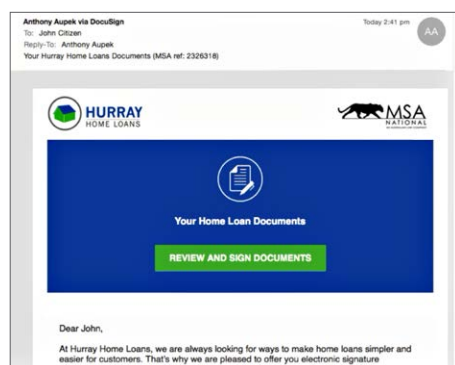 Anthony Aupek via DocuSign
Today 2:41 pm
AA
To: John Citizen
Reply-To: Anthony Aupek
Your Hurray Home Loans Documents (MSA ref: 2326318)
HURRAY
HOME LOANS
MSA
NATIONAL
Your Home Loan Documents
REVIEW AND SIGN DOCUMENTS
Dear John,
At Hurray Home Loans, we are always looking for ways to make home loans simpler and
easier for customers. That's why we are pleased to offer you electronic signature